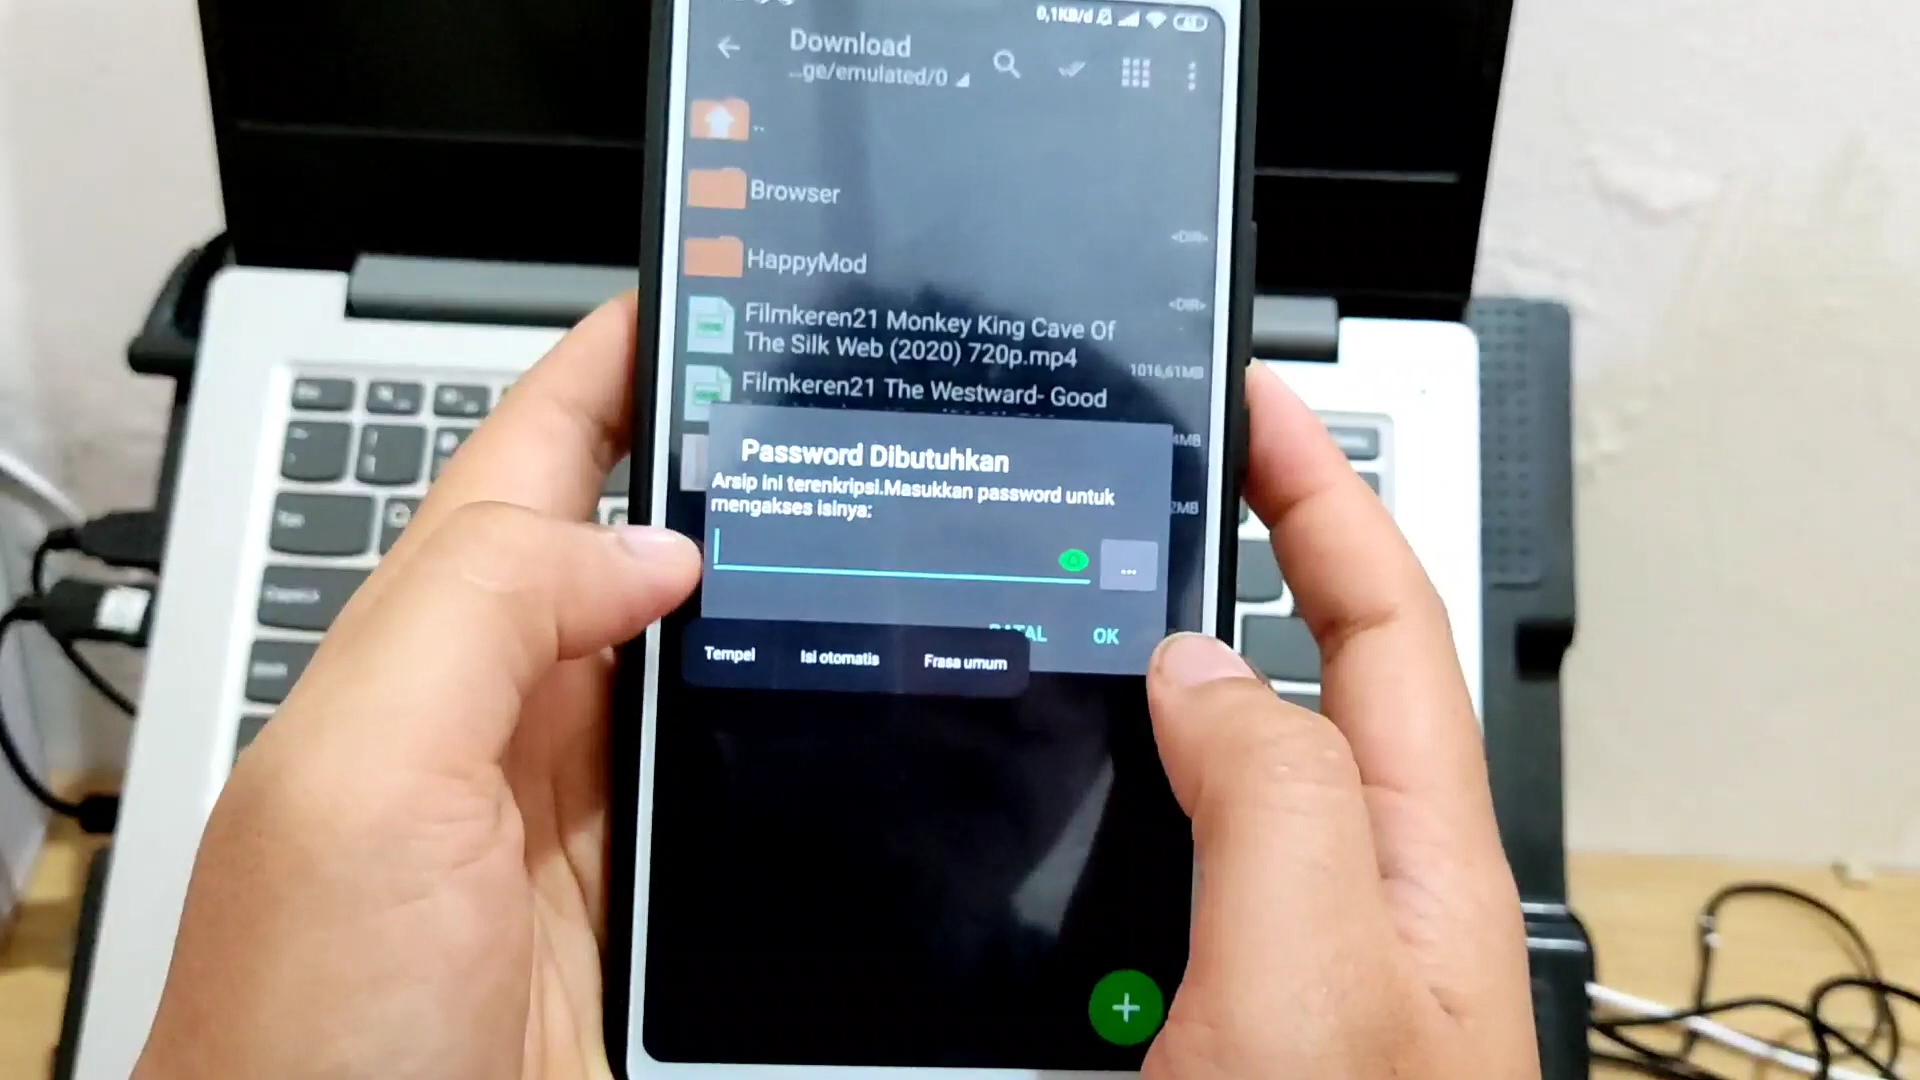 0,1KB/d
Download
...ge/emulated/0
..
Browser
<DIR>
HappyMod
<DIR>
Filmkeren21 Monkey King Cave Of
The Silk Web (2020) 720p.mp4
1016,61MB
Filmkeren21 The Westward- Good
Password Dibutuhkan
Arsip ini terenkripsi.Masukkan password untuk
mengakses isinya:
...
OK
Tempel Isi otomatis Frasa umum